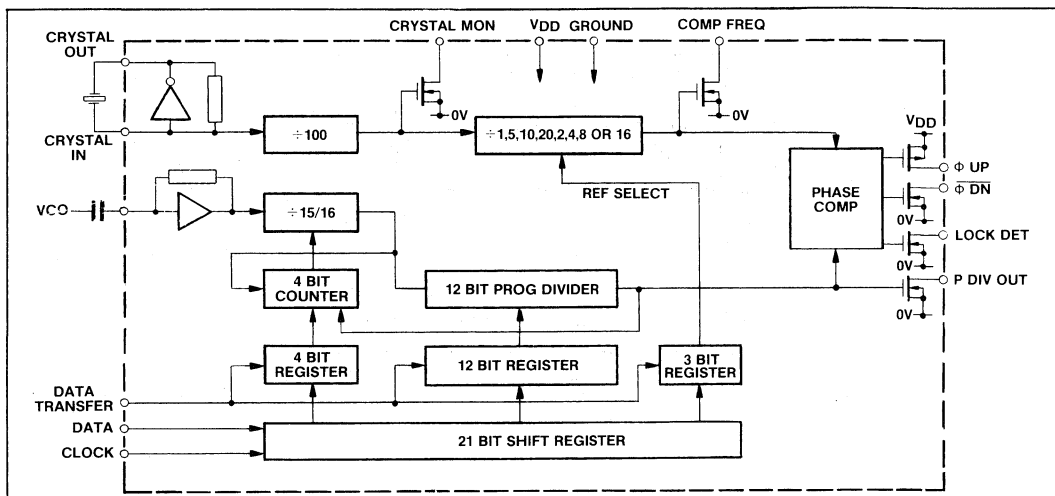 CRYSTAL MON
VDD GROUND
COMP FREQ
CRYSTAL
OUT
0V
0V
VDD
÷100
÷1,5,10,20,2,4,8 OR 16
CRYSTAL
IN
Φ UP
REF SELECT
PHASE
COMP
Φ DN
VCO
÷15/16
0V
LOCK DET
0V
4 BIT
COUNTER
12 BIT PROG DIVIDER
P DIV OUT
0V
4 BIT
REGISTER
12 BIT REGISTER
3 BIT
REGISTER
DATA
TRANSFER
DATA
21 BIT SHIFT REGISTER
CLOCK